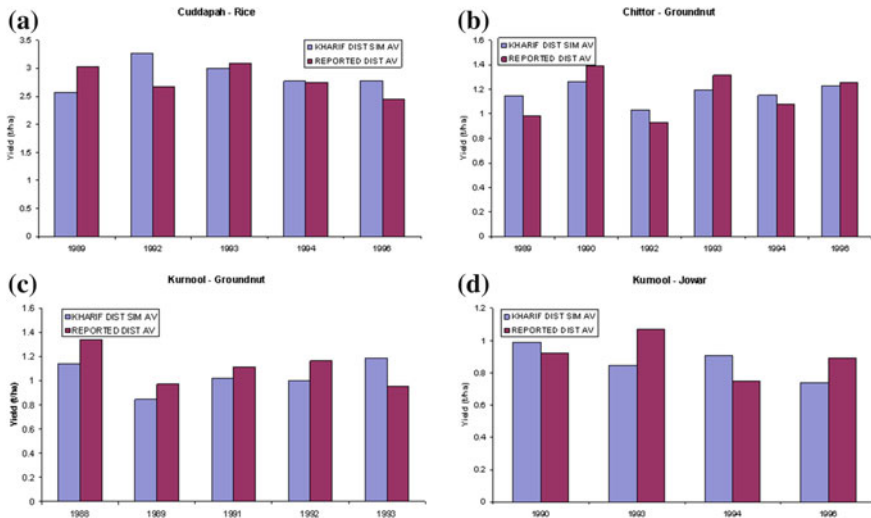 (a)
Cuddapah - Rice
KHARIF DIST SIM AV
REPORTED DIST AV
Yield (t/ha)
3.5
3
2.5
2
1.5
1
0.5
0
1989 1992 1993 1994 1996
(b)
Chittor - Groundnut
KHARIF DIST SIM AV
REPORTED DIST AV
Yield (t/ha)
1.6
1.4
1.2
1
0.8
0.6
0.4
0.2
0
1989 1990 1992 1993 1994 1996
(c)
Kurnool - Groundnut
KHARIF DIST SIM AV
REPORTED DIST AV
Yield (t/ha)
1.6
1.4
1.2
1
0.8
0.6
0.4
0.2
0
1988 1989 1991 1992 1993
(d)
Kurnool - Jowar
KHARIF DIST SIM AV
REPORTED DIST AV
Yield (t/ha)
1.2
1
0.8
0.6
0.4
0.2
0
1990 1993 1994 1996